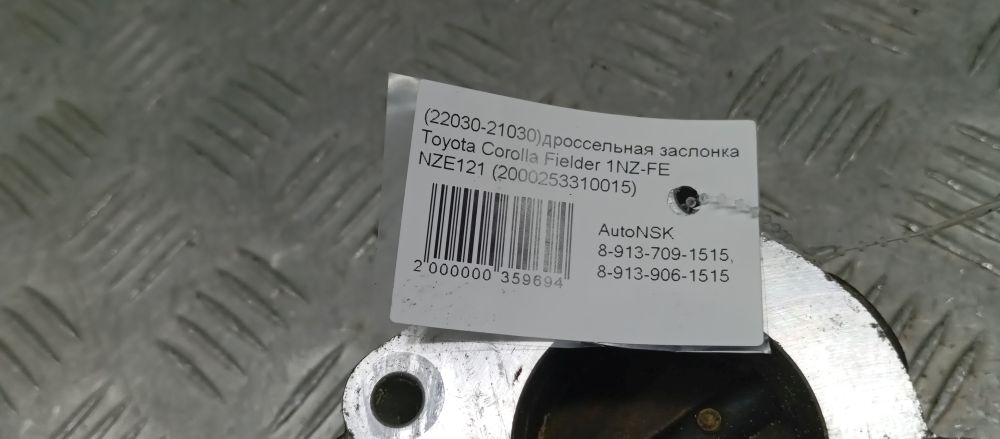 (22030-21030)дроссельная заслонка
Toyota Corolla Fielder 1NZ-FE
NZE121 (2000253310015)
AutoNSK
8-913-709-1515,
8-913-906-1515
2 000000 359694